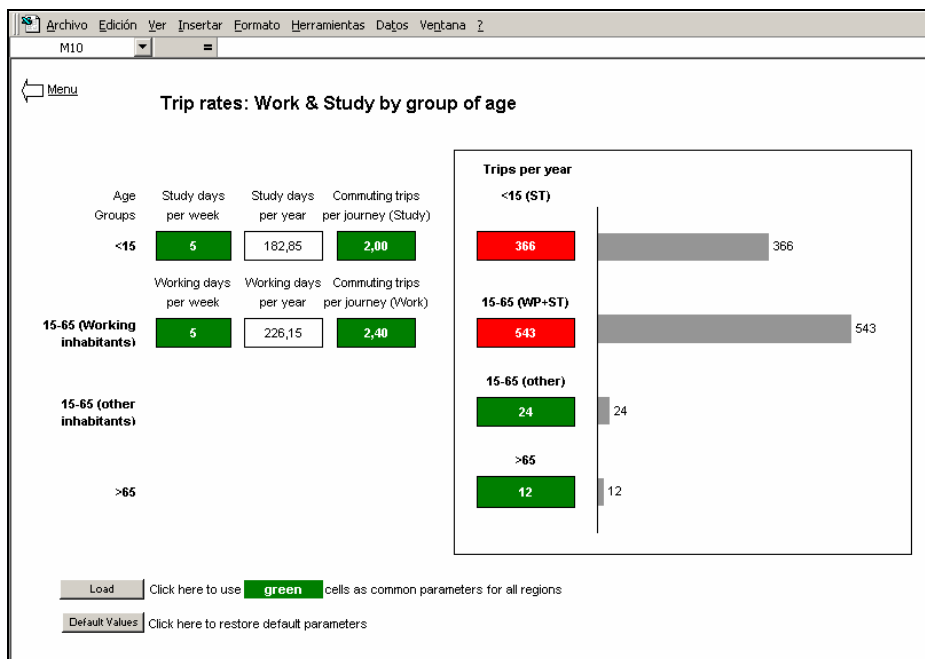 Archivo Edición Ver Insertar Formato Herramientas Datos Ventana ?
M10 =
Menu
Trip rates: Work & Study by group of age
Trips per year
Age Study days Study days Commuting trips <15 (ST)
Groups per week per year per journey (Study)
<15 5 182,85 2,00 366 366
Working days Working days Commuting trips
per week per year per journey (Work) 15-65 (WP+ST)
15-65 (Working
inhabitants) 5 226,15 2,40 543 543
15-65 (other)
15-65 (other
inhabitants) 24 24
>65
>65 12 12
Load Click here to use green cells as common parameters for all regions
Default Values Click here to restore default parameters